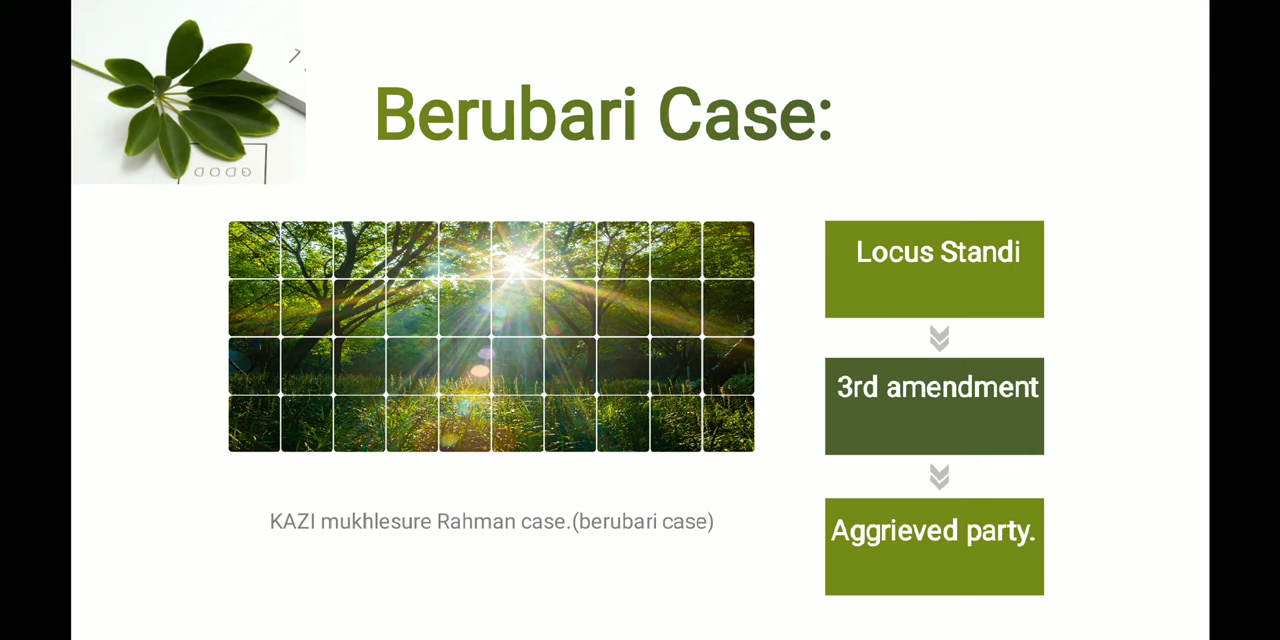 Berubari Case:
Locus Standi
3rd amendment
KAZI mukhlesure Rahman case.(berubari case)
Aggrieved party.